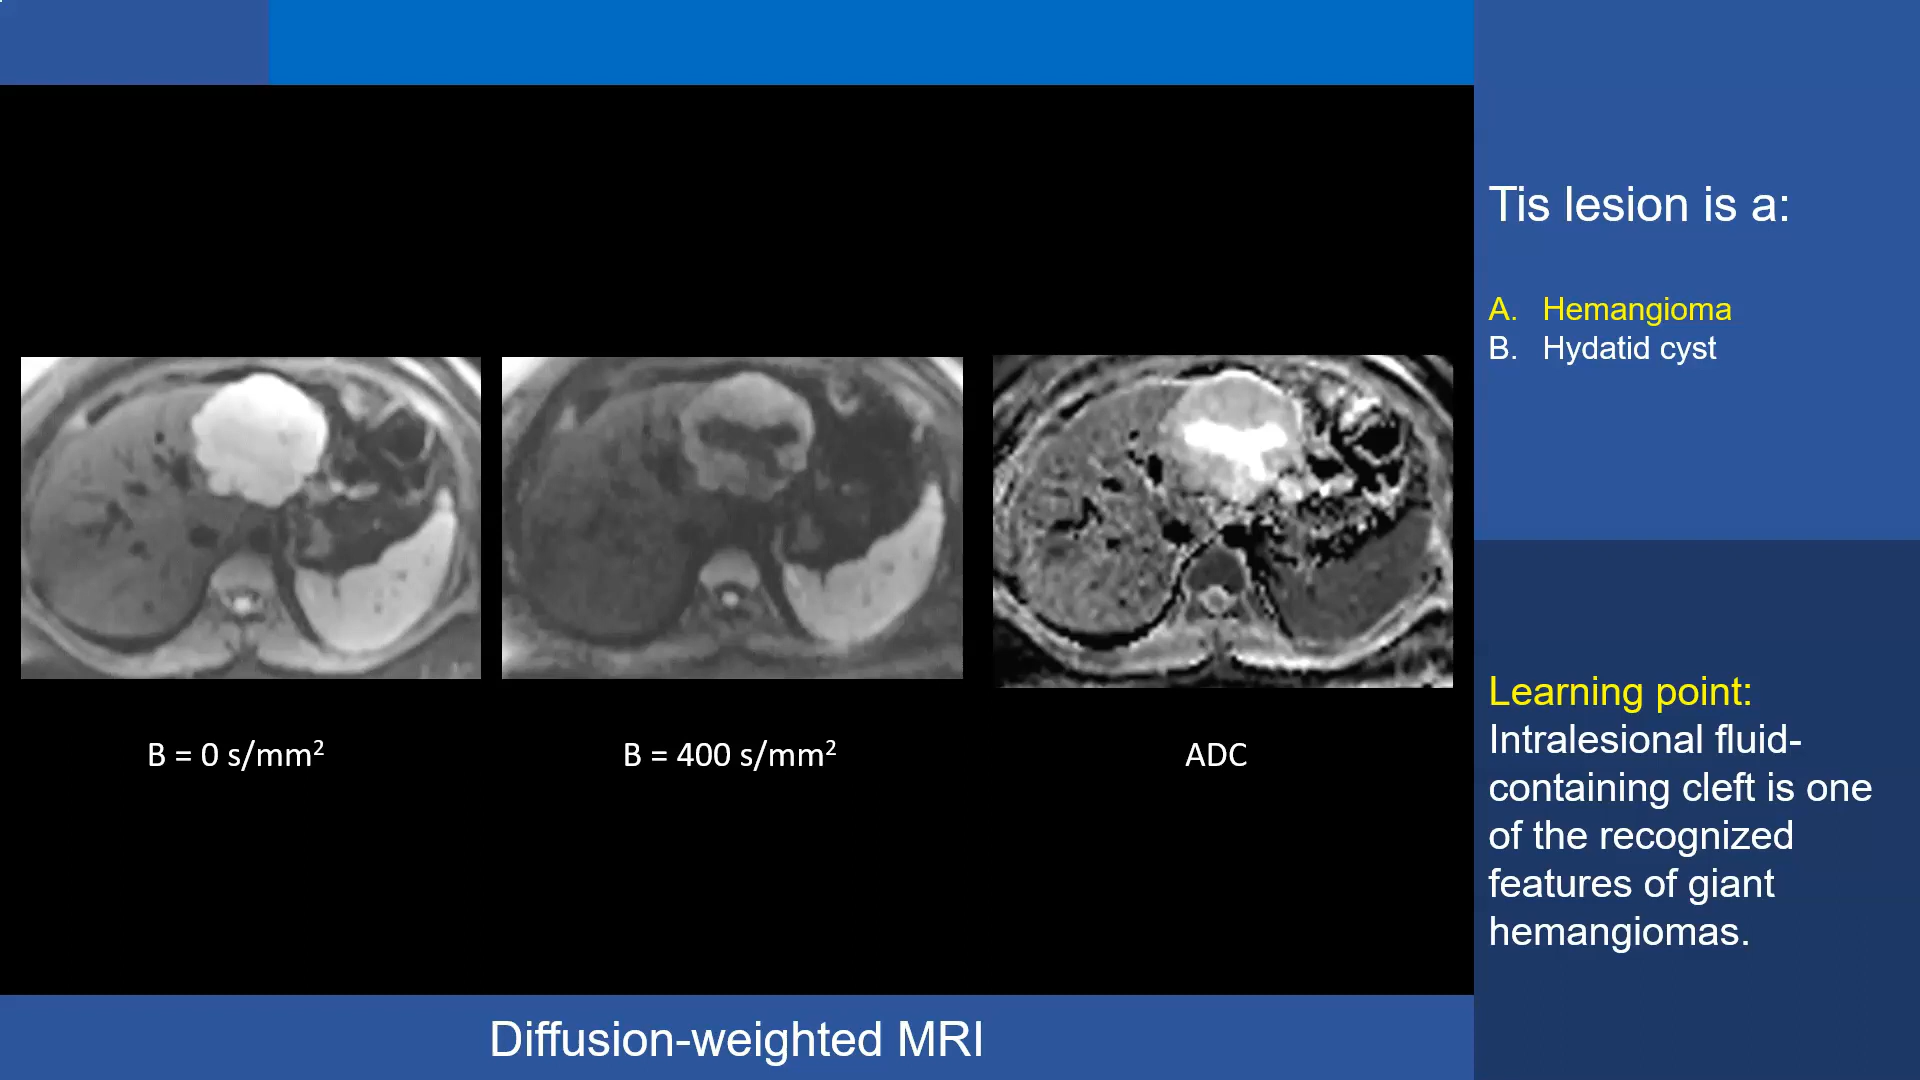 Tis lesion is a:
A. Hemangioma
B. Hydatid cyst
B = 0 s/mm²
B = 400 s/mm²
ADC
Learning point:
Intralesional fluid-
containing cleft is one
of the recognized
features of giant
hemangiomas.
Diffusion-weighted MRI